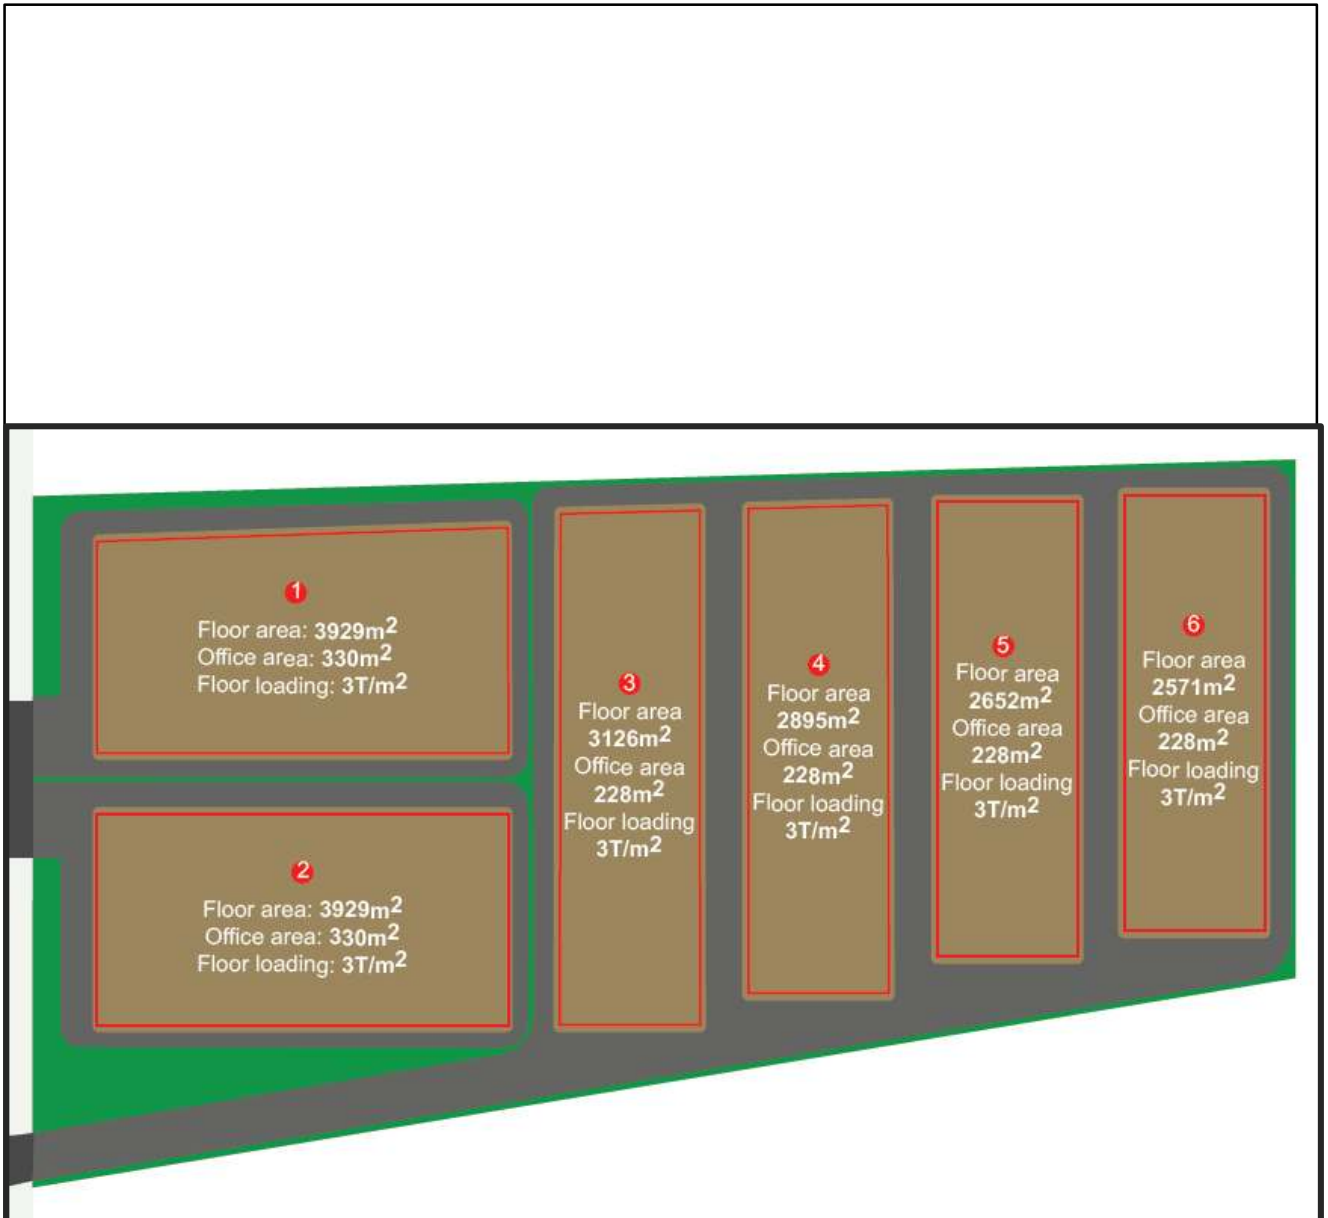 1
Floor area: 3929m2
Office area: 330m2
Floor loading: 3T/m2
2
Floor area: 3929m2
Office area: 330m2
Floor loading: 3T/m2
3
Floor area
3126m2
Office area
228m2
Floor loading
3T/m2
4
Floor area
2895m2
Office area
228m2
Floor loading
3T/m2
5
Floor area
2652m2
Office area
228m2
Floor loading
3T/m2
6
Floor area
2571m2
Office area
228m2
Floor loading
3T/m2